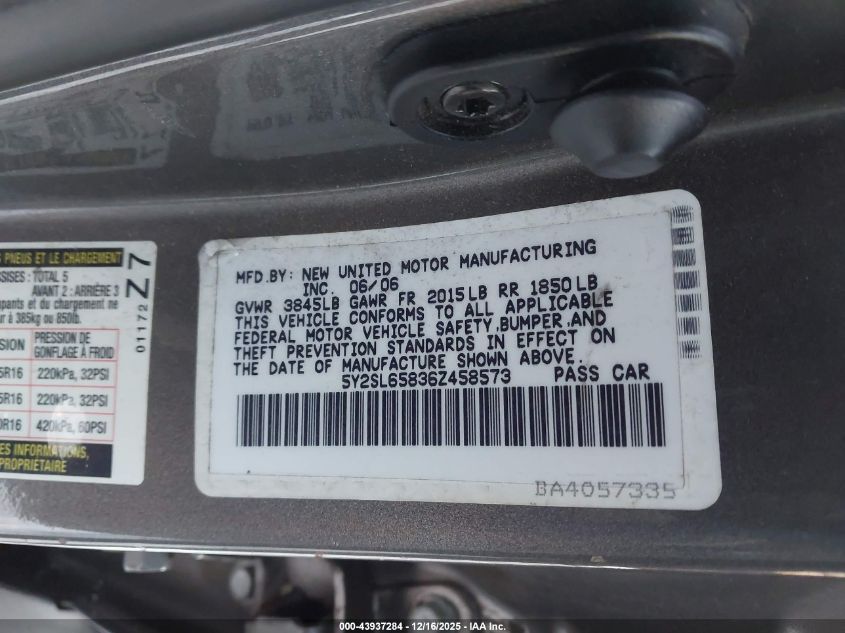 PNEUS ET LE CHARGEMENT
TOTAL 5
AVANT 2 : ARRIÈRE 3
et du chargement ne
r à 385kg ou 850lb.
PRESSION DE
GONFLAGE À FROID
5R16 220kPa, 32PSI
5R16 220kPa, 32PSI
0R16 420kPa, 60PSI
ES INFORMATIONS,
PROPRIÉTAIRE
01172 Z7
MFD.BY: NEW UNITED MOTOR MANUFACTURING
INC. 06/06
GVWR 3845LB GAWR FR 2015LB RR 1850LB
THIS VEHICLE CONFORMS TO ALL APPLICABLE
FEDERAL MOTOR VEHICLE SAFETY,BUMPER,AND
THEFT PREVENTION STANDARDS IN EFFECT ON
THE DATE OF MANUFACTURE SHOWN ABOVE.
5Y2SL65836Z458573 PASS CAR
BA4057335
000-43937284 - 12/16/2025 - IAA Inc.